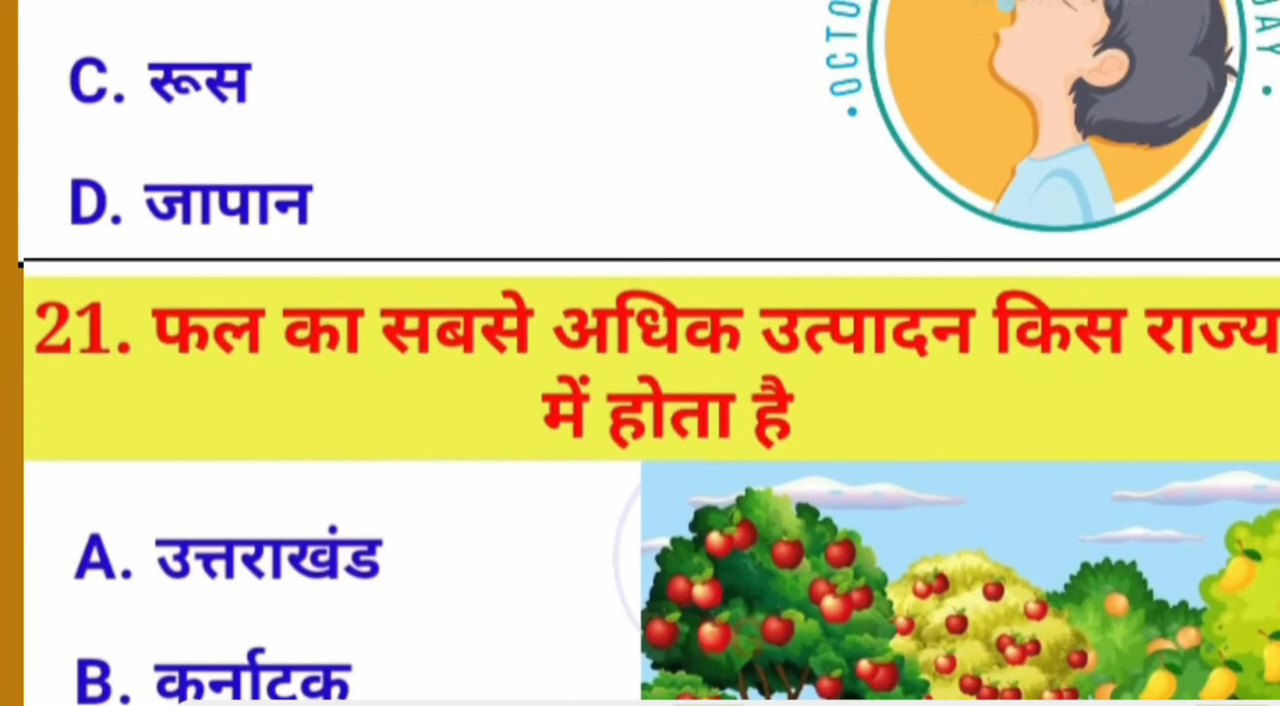 C. रूस
D. जापान
21. फल का सबसे अधिक उत्पादन किस राज्य
में होता है
A. उत्तराखंड
B. कर्नाटक